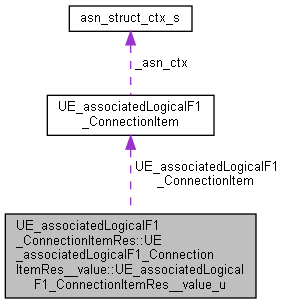 asn_struct_ctx_s
_asn_ctx
UE_associatedLogicalF1
_ConnectionItem
UE_associatedLogicalF1
_ConnectionItem
UE_associatedLogicalF1
_ConnectionItemRes::UE
_associatedLogicalF1_Connection
ItemRes__value::UE_associatedLogical
F1_ConnectionItemRes__value_u